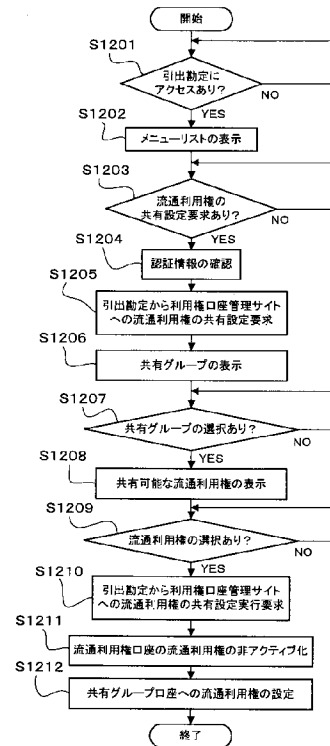 開始
S1201
引出勘定に
アクセスあり?
NO
YES
S1202
メニューリストの表示
S1203
流通利用権の
共有設定要求あり?
NO
YES
S1204
認証情報の確認
S1205
引出勘定から利用権口座管理サイト
への流通利用権の共有設定要求
S1206
共有グループの表示
S1207
共有グループの選択あり?
NO
YES
S1208
共有可能な流通利用権の表示
S1209
流通利用権の選択あり?
NO
YES
S1210
引出勘定から利用権口座管理サイト
への流通利用権の共有設定実行要求
S1211
流通利用権口座の流通利用権の非アクティブ化
S1212
共有グループ口座への流通利用権の設定
終了